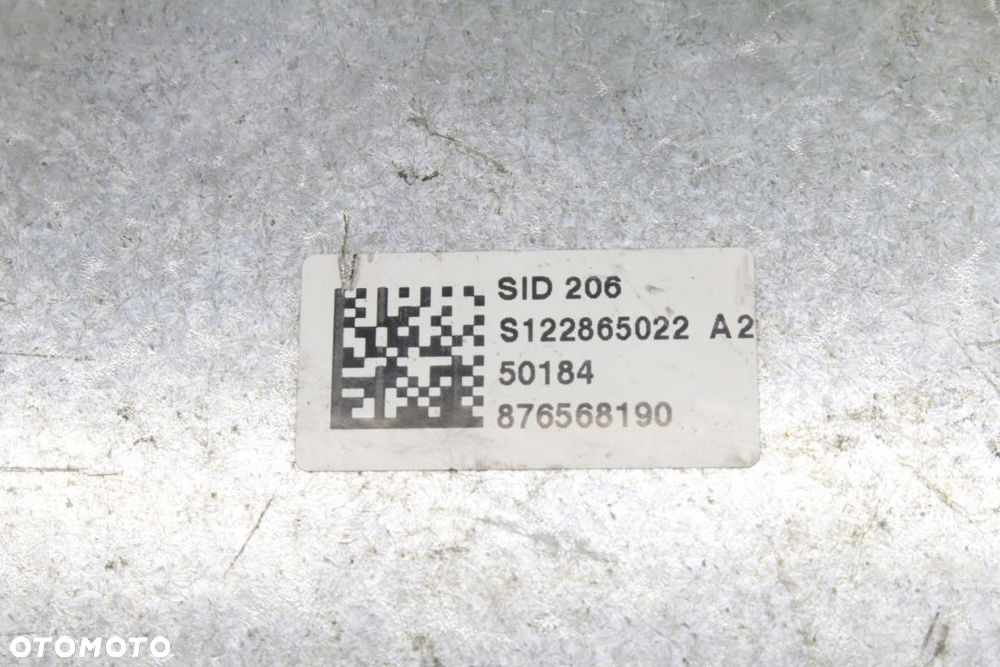 SID 206
S122865022 A2
50184
876568190
OTOMOTO